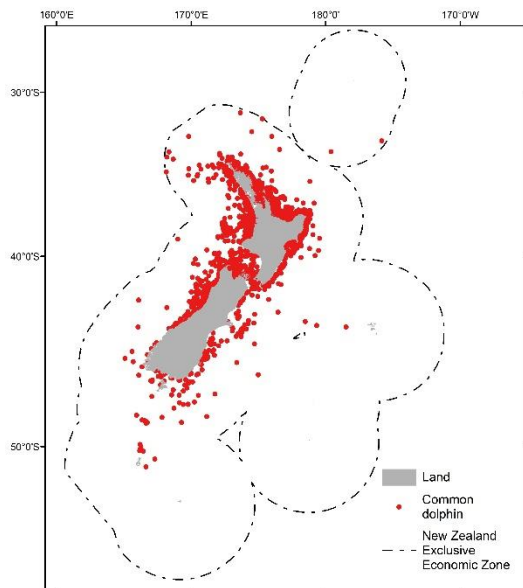 160°0'E 170°0'E 180°0' 170°0'W
30°0'S
40°0'S
50°0'S
Land
Common
dolphin
New Zealand
Exclusive
Economic Zone